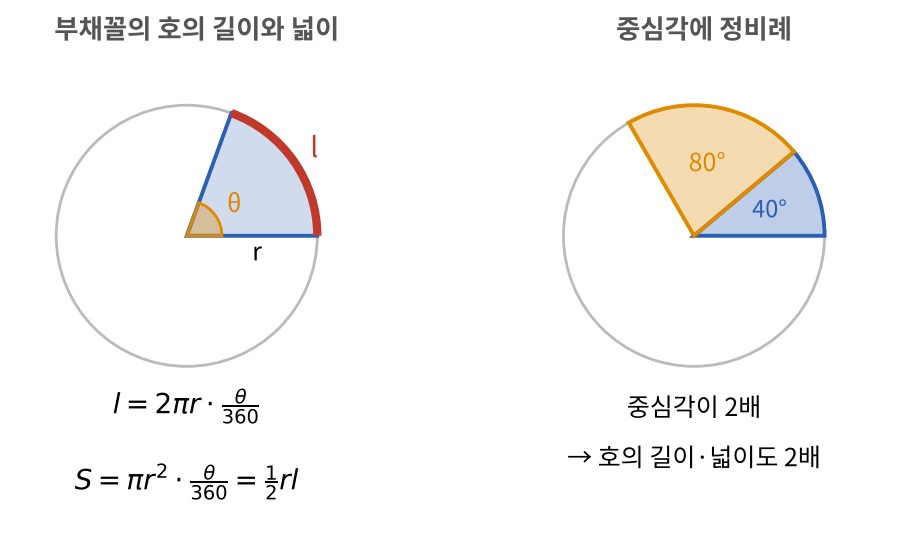 부채꼴의 호의 길이와 넓이
l
θ
r
l = 2πr · θ/360
S = πr² · θ/360 = 1/2 rl
중심각에 정비례
80°
40°
중심각이 2배
→ 호의 길이·넓이도 2배